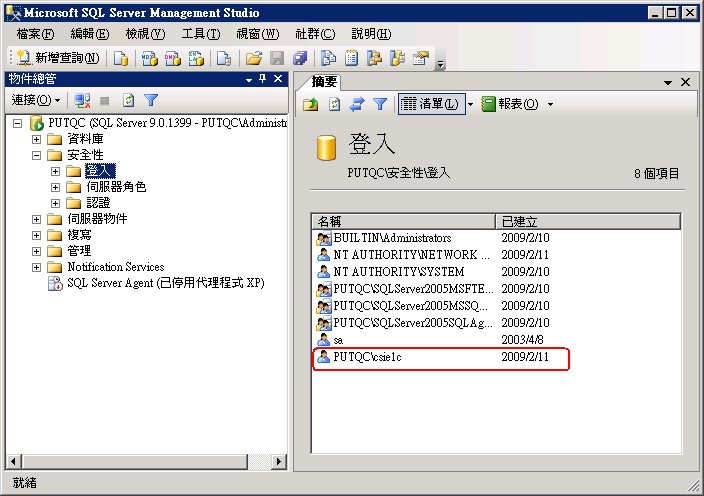 Microsoft SQL Server Management Studio
檔案(F) 編輯(E) 檢視(V) 工具(T) 視窗(W) 社群(C) 說明(H)
新增查詢(N)
物件總管
連接(O)
PUTQC (SQL Server 9.0.1399 - PUTQC\Administr
資料庫
安全性
登入
伺服器角色
認證
伺服器物件
複寫
管理
Notification Services
SQL Server Agent (已停用代理程式 XP)
摘要
清單(L) 報表(O)
登入
PUTQC\安全性\登入 8 個項目
名稱 已建立
BUILTIN\Administrators 2009/2/10
NT AUTHORITY\NETWORK ... 2009/2/11
NT AUTHORITY\SYSTEM 2009/2/10
PUTQC\SQLServer2005MSFTE... 2009/2/10
PUTQC\SQLServer2005MSSQ... 2009/2/10
PUTQC\SQLServer2005SQLAg... 2009/2/10
sa 2003/4/8
PUTQC\csie1c 2009/2/11
就緒